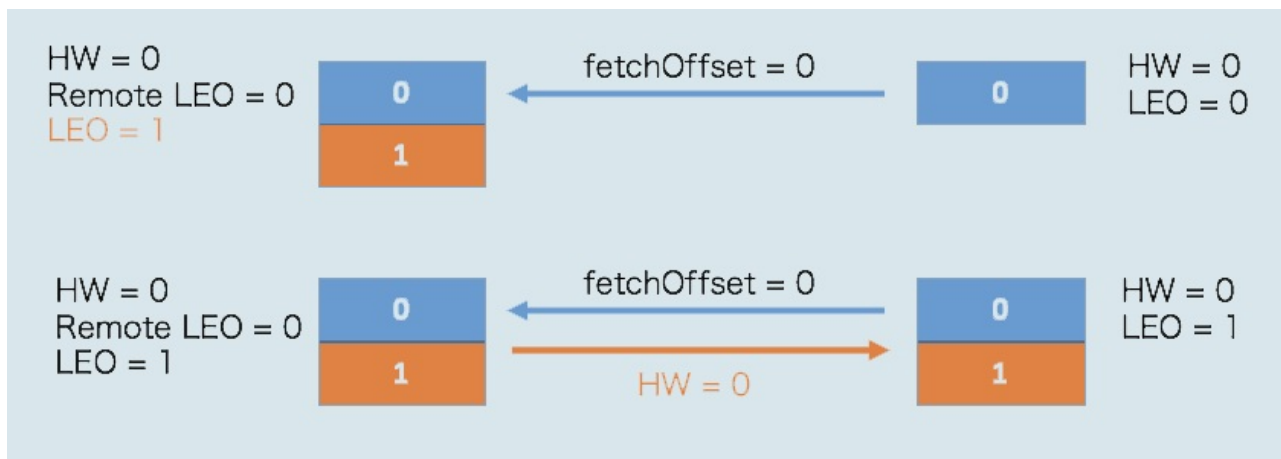 HW = 0
Remote LEO = 0
LEO = 1
0
1
fetchOffset = 0
0
HW = 0
LEO = 0
HW = 0
Remote LEO = 0
LEO = 1
0
1
fetchOffset = 0
HW = 0
0
1
HW = 0
LEO = 1